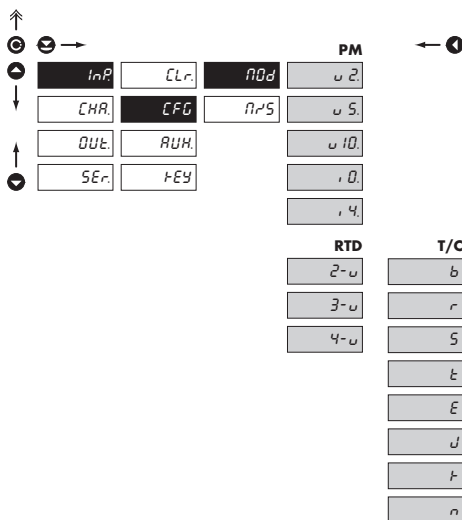 PM
InP. CLr. MOd u 2.
CHA. CFG M/S u 5.
OUt. AUX. u 10.
SEr. KEY i 0.
i 4.
RTD T/C
2-u b
3-u r
4-u S
t
E
J
K
n